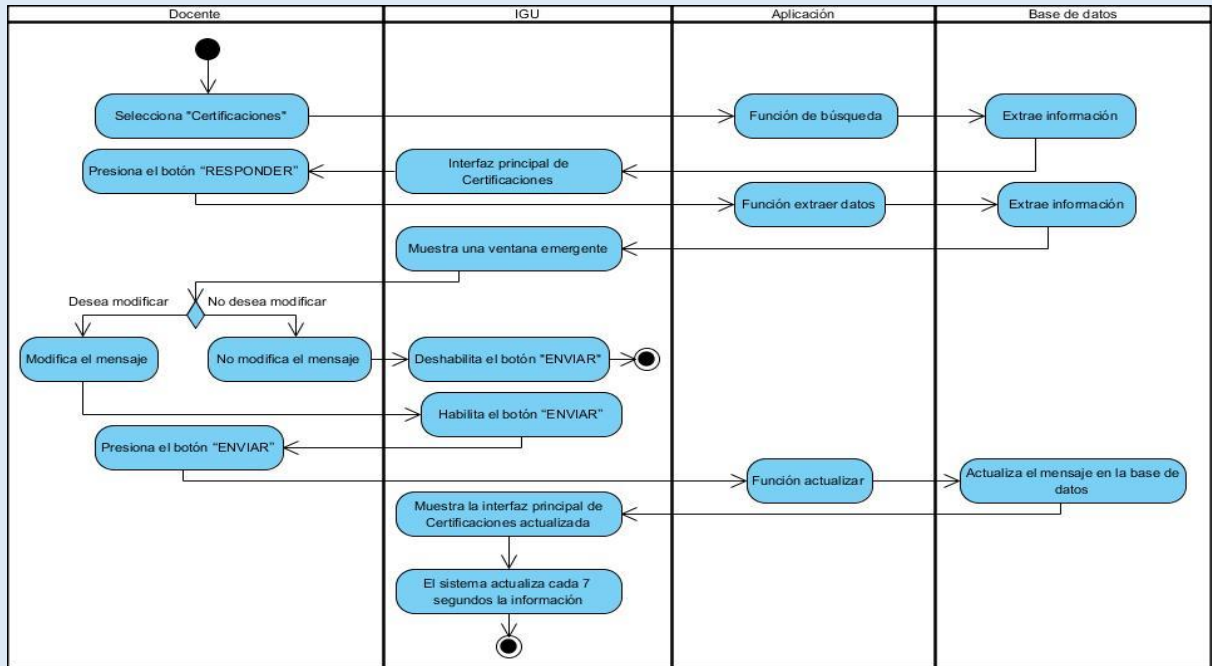 Docente
IGU
Aplicación
Base de datos
Selecciona "Certificaciones"
Función de búsqueda
Extrae información
Presiona el botón “RESPONDER”
Interfaz principal de
Certificaciones
Función extraer datos
Extrae información
Muestra una ventana emergente
Desea modificar
No desea modificar
Modifica el mensaje
No modifica el mensaje
Deshabilita el botón "ENVIAR"
Habilita el botón “ENVIAR”
Presiona el botón “ENVIAR”
Función actualizar
Actualiza el mensaje en la base de
datos
Muestra la interfaz principal de
Certificaciones actualizada
El sistema actualiza cada 7
segundos la información